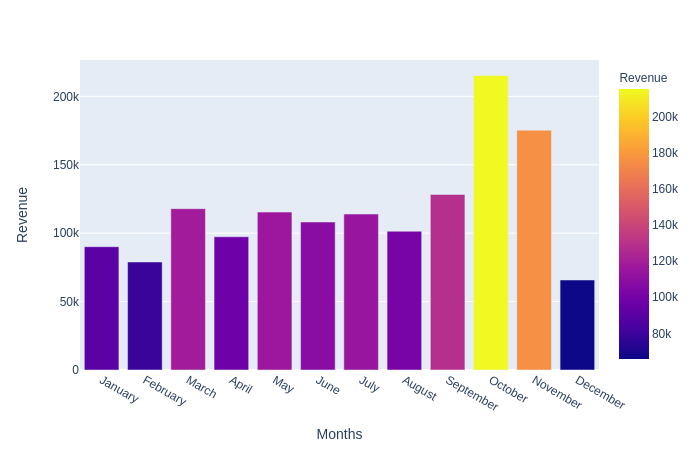 Revenue
200k
150k
100k
50k
0
January
February
March
April
May
June
July
August
September
October
November
December
Months
Revenue
200k
180k
160k
140k
120k
100k
80k